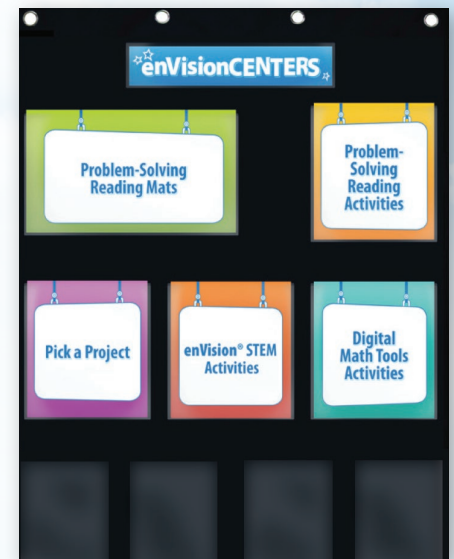 enVisionCENTERS
Problem-Solving
Reading Mats
Problem-
Solving
Reading
Activities
Pick a Project
enVision® STEM
Activities
Digital
Math Tools
Activities